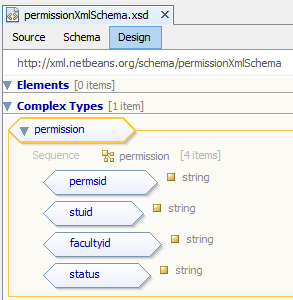 permissionXmlSchema.xsd
Source Schema Design
http://xml.netbeans.org/schema/permissionXmlSchema
Elements [0 items]
Complex Types [1 item]
permission
Sequence permission [4 items]
permsid string
stuid string
facultyid string
status string